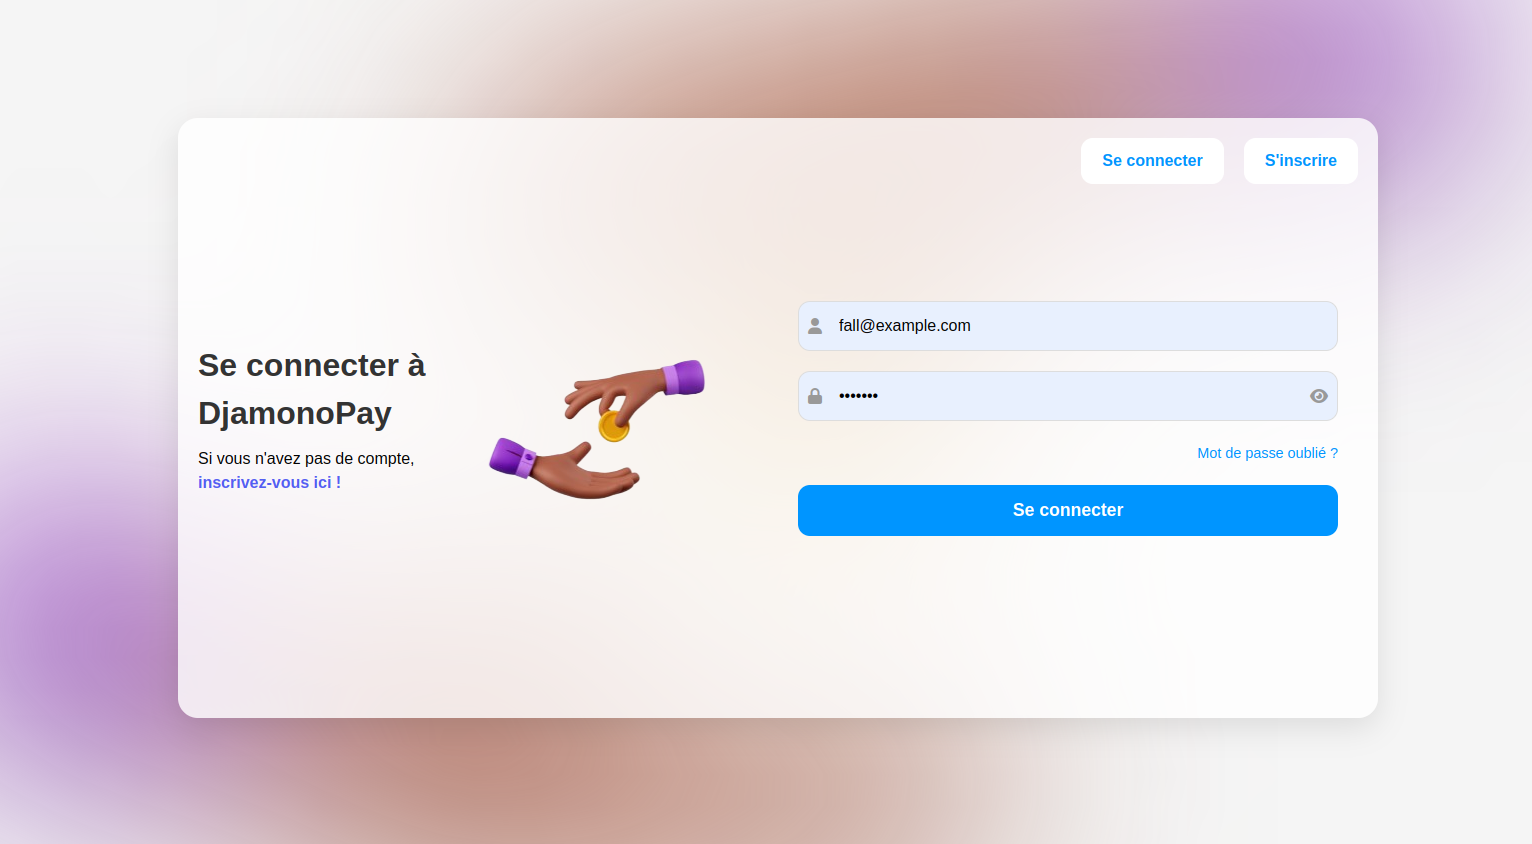 Se connecter
S'inscrire
Se connecter à
DjamonoPay
Si vous n'avez pas de compte,
inscrivez-vous ici !
fall@example.com
•••••••
Mot de passe oublié ?
Se connecter